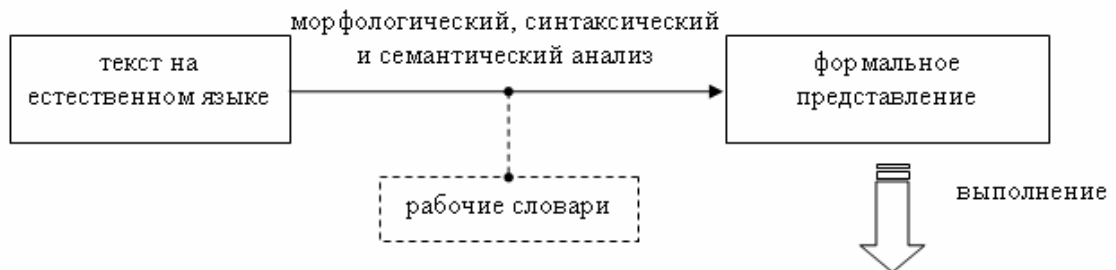 морфологический, синтаксический
и семантический анализ
текст на
естественном языке
формальное
представление
рабочие словари
выполнение